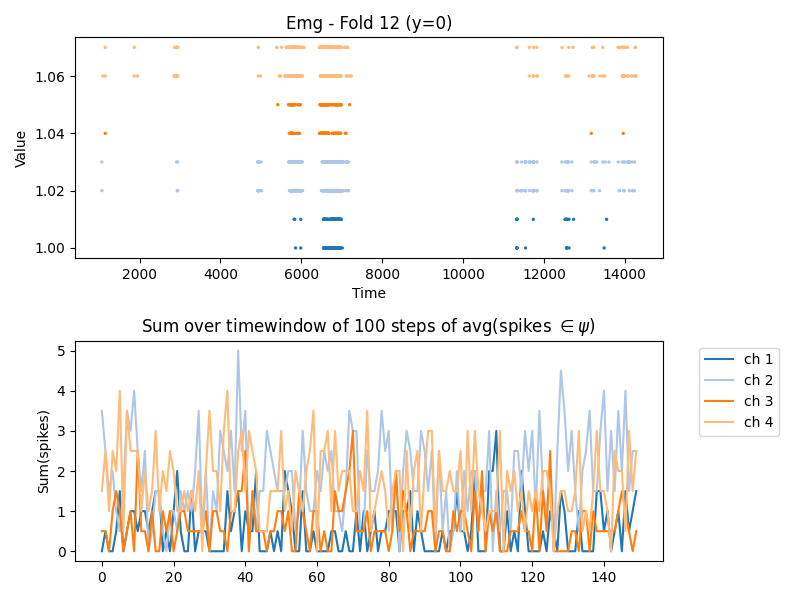 Emg - Fold 12 (y=0)
1.06
1.04
1.02
1.00
Value
2000 4000 6000 8000 10000 12000 14000
Time
Sum over timewindow of 100 steps of avg(spikes ∈ψ)
5
4
3
2
1
0
Sum(spikes)
0 20 40 60 80 100 120 140
ch 1
ch 2
ch 3
ch 4